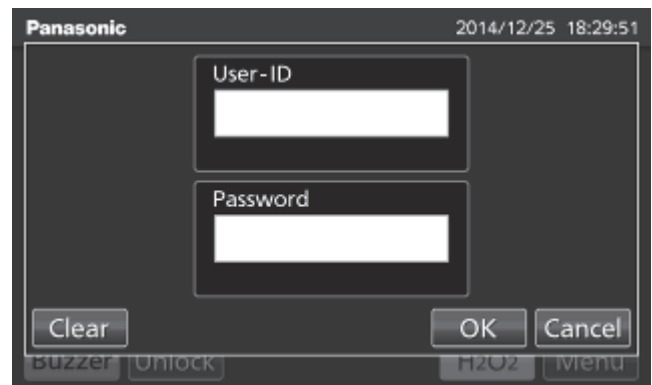 Panasonic 2014/12/25 18:29:51
User-ID
Password
Clear OK Cancel
Buzzer Unlock H2O2 Menu